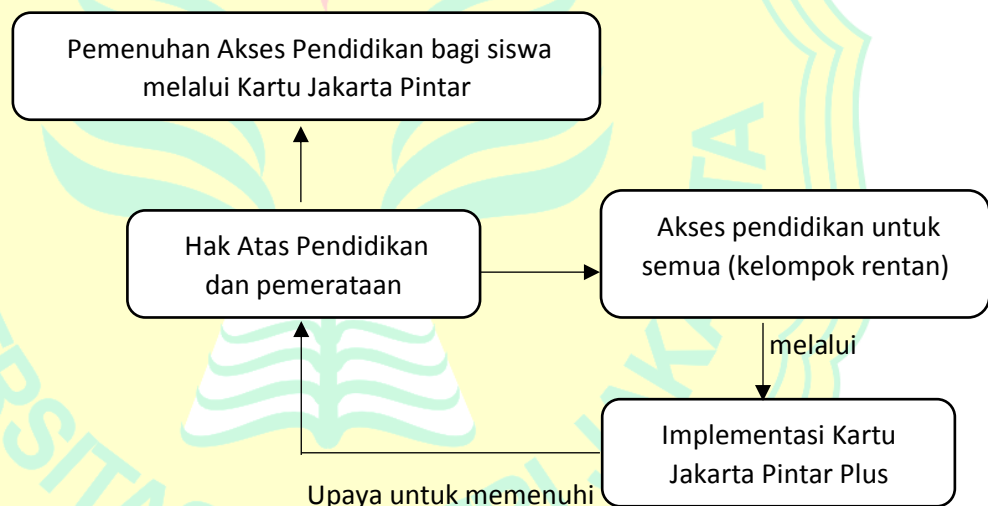 Pemenuhan Akses Pendidikan bagi siswa
melalui Kartu Jakarta Pintar
Hak Atas Pendidikan
dan pemerataan
Akses pendidikan untuk
semua (kelompok rentan)
melalui
Implementasi Kartu
Jakarta Pintar Plus
Upaya untuk memenuhi